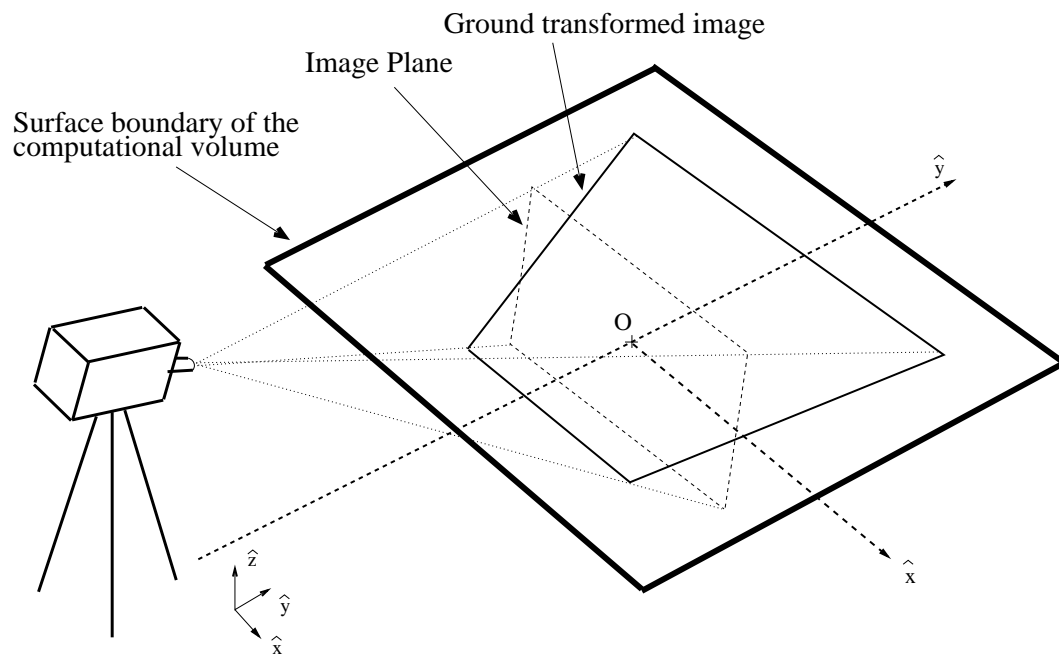 Ground transformed image
Image Plane
Surface boundary of the
computational volume
ŷ
O
x̂
ẑ
ŷ
x̂